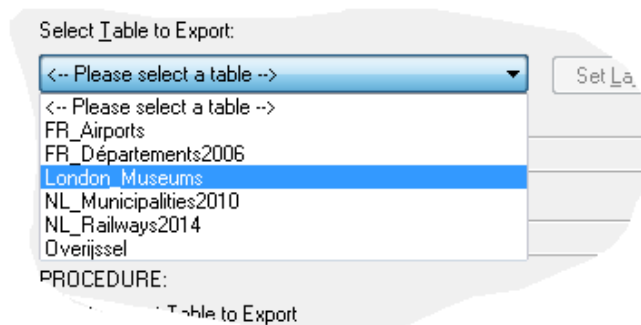 Select Table to Export:
<-- Please select a table -->
Set
<-- Please select a table -->
FR_Airports
FR_Départements2006
London_Museums
NL_Municipalities2010
NL_Railways2014
Overijssel
PROCEDURE:
Table to Export